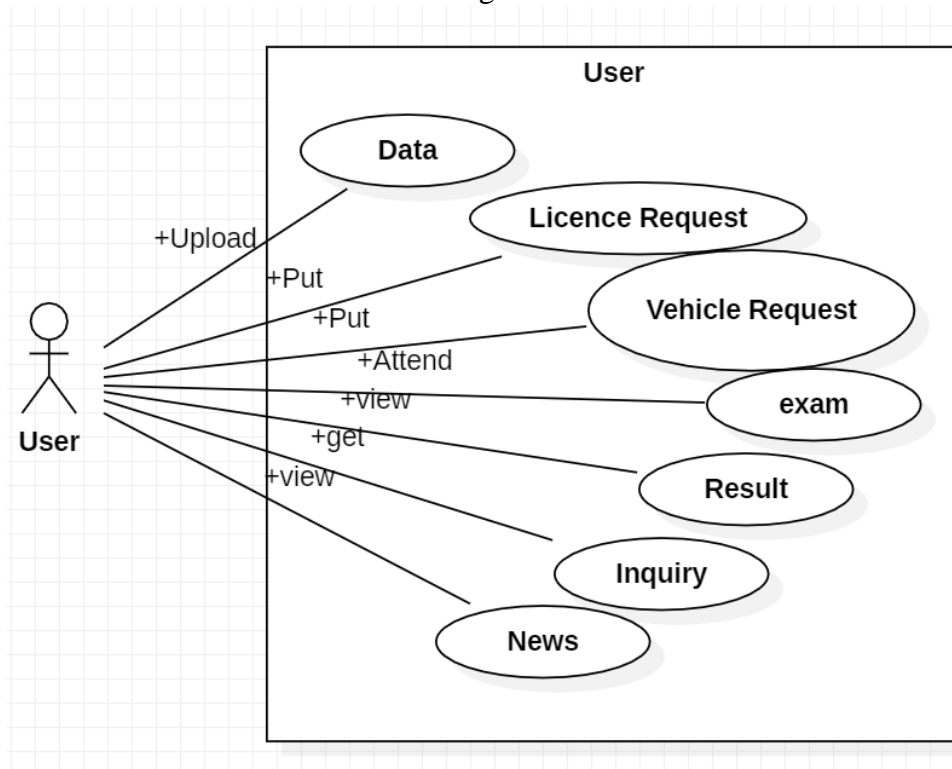 User
Data
Licence Request
+Upload
+Put
Vehicle Request
+Put
+Attend
+view
exam
+get
User
+view
Result
Inquiry
News